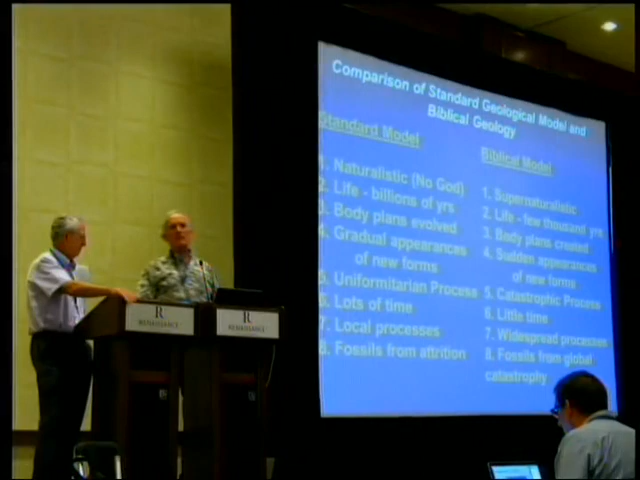 Comparison of Standard Geological Model and
Biblical Geology
Standard Model
1. Naturalistic (No God)
2. Life - billions of yrs
3. Body plans evolved
4. Gradual appearances
of new forms
5. Uniformitarian Process
6. Lots of time
7. Local processes
8. Fossils from attrition
Biblical Model
1. Supernaturalistic
2. Life - few thousand yrs
3. Body plans created
4. Sudden appearances
of new forms
5. Catastrophic Process
6. Little time
7. Widespread processes
8. Fossils from global
catastrophy
R
RENAISSANCE
R
RENAISSANCE